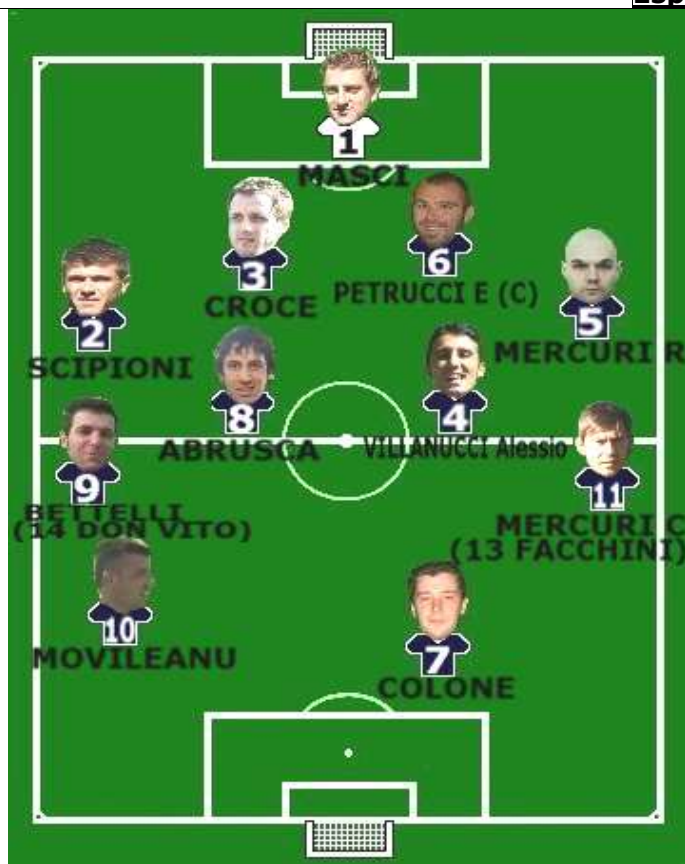 Esp
1
MASCI
3
CROCE
6
PETRUCCI E (C)
2
SCIPIONI
5
MERCURI R
8
ABRUSCA
4
VILLANUCCI Alessio
9
BETTELLI
(14 DON VITO)
11
MERCURI C
(13 FACCHINI)
10
MOVILEANU
7
COLONE